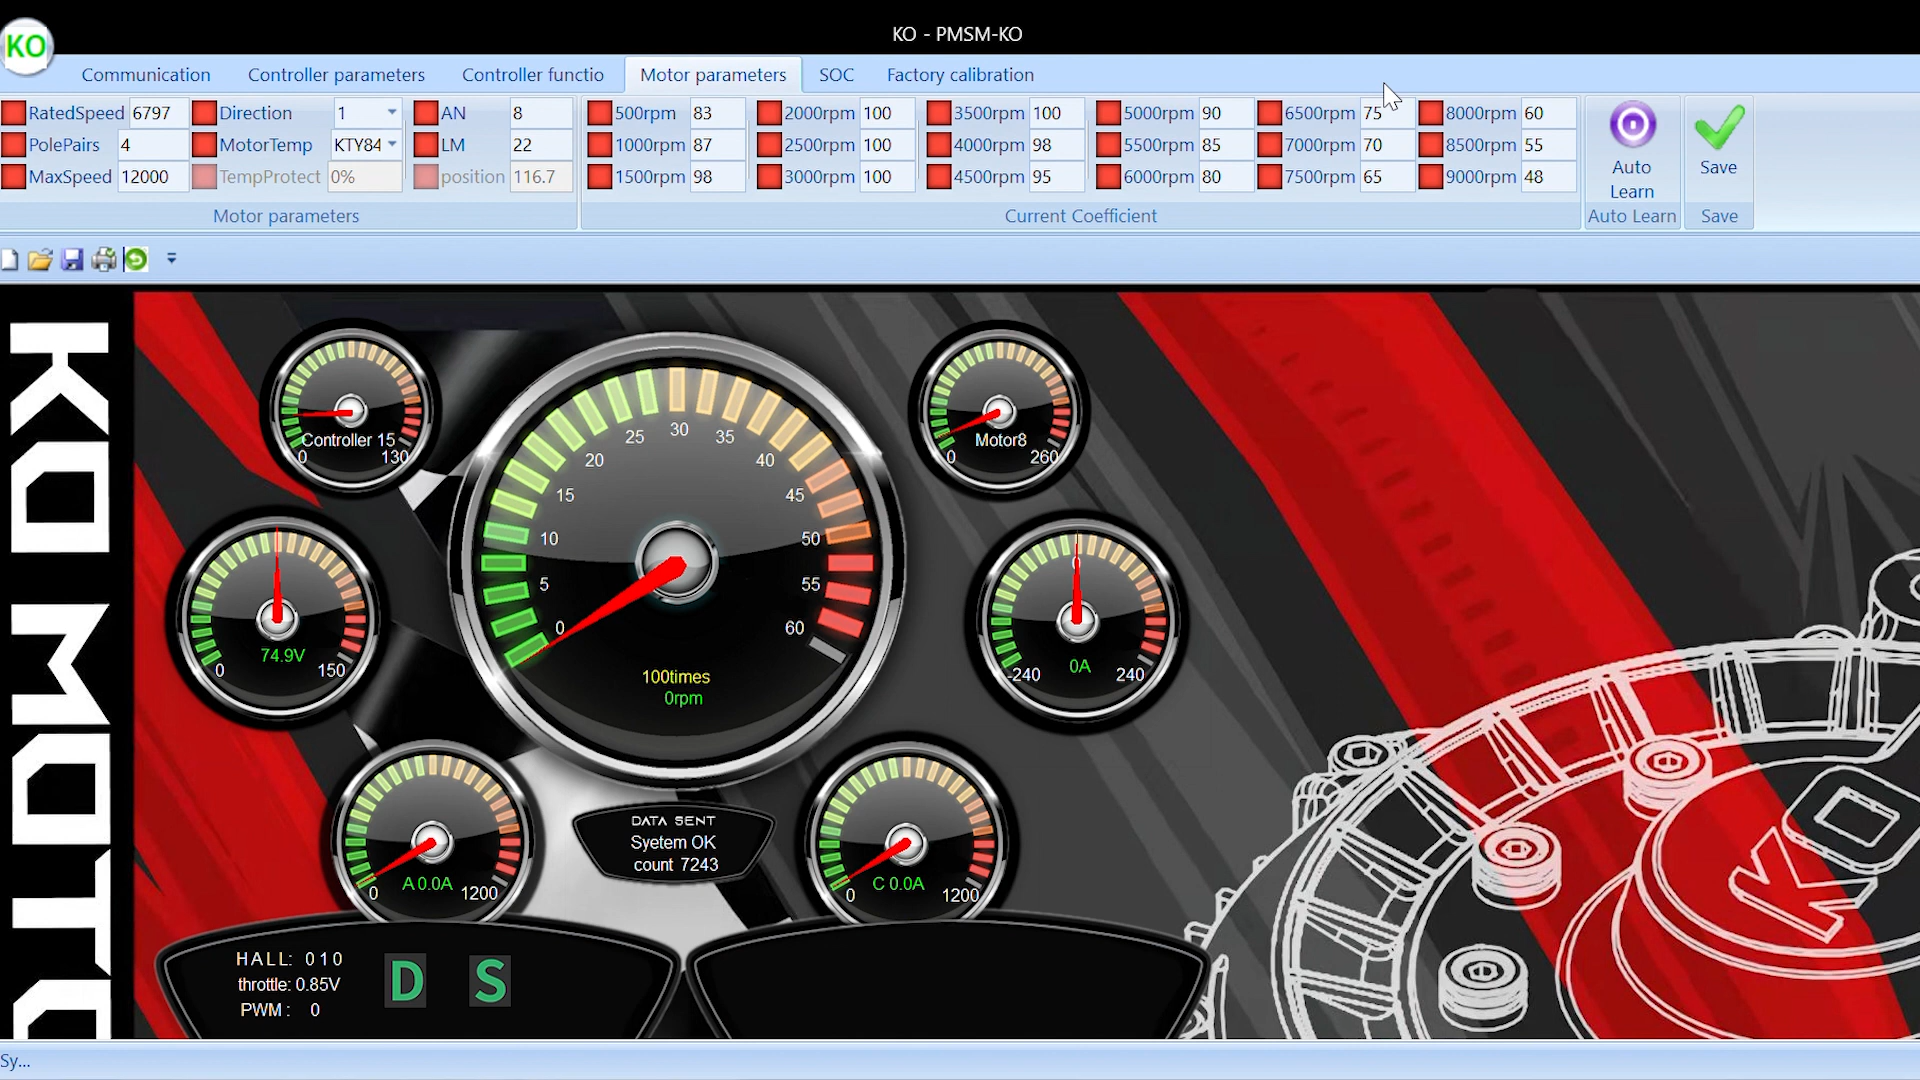 KO - PMSM-KO
KO
Communication Controller parameters Controller functio Motor parameters SOC Factory calibration
RatedSpeed 6797 Direction 1 AN 8 500rpm 83 2000rpm 100 3500rpm 100 5000rpm 90 6500rpm 75 8000rpm 60
PolePairs 4 MotorTemp KTY84 LM 22 1000rpm 87 2500rpm 100 4000rpm 98 5500rpm 85 7000rpm 70 8500rpm 55
MaxSpeed 12000 TempProtect 0% position 116.7 1500rpm 98 3000rpm 100 4500rpm 95 6000rpm 80 7500rpm 65 9000rpm 48
Auto
Learn
Save
Motor parameters Current Coefficient Auto Learn Save
KO MOTO
Controller 15
0 130
0 5 10 15 20 25 30 35 40 45 50 55 60
100times
0rpm
Motor8
0 260
74.9V
0 150
0
0A
-240 240
A 0.0A
0 1200
DATA SENT
Syetem OK
count 7243
C 0.0A
0 1200
HALL: 0 1 0
throttle: 0.85V
PWM : 0
D S
KO
Sy...